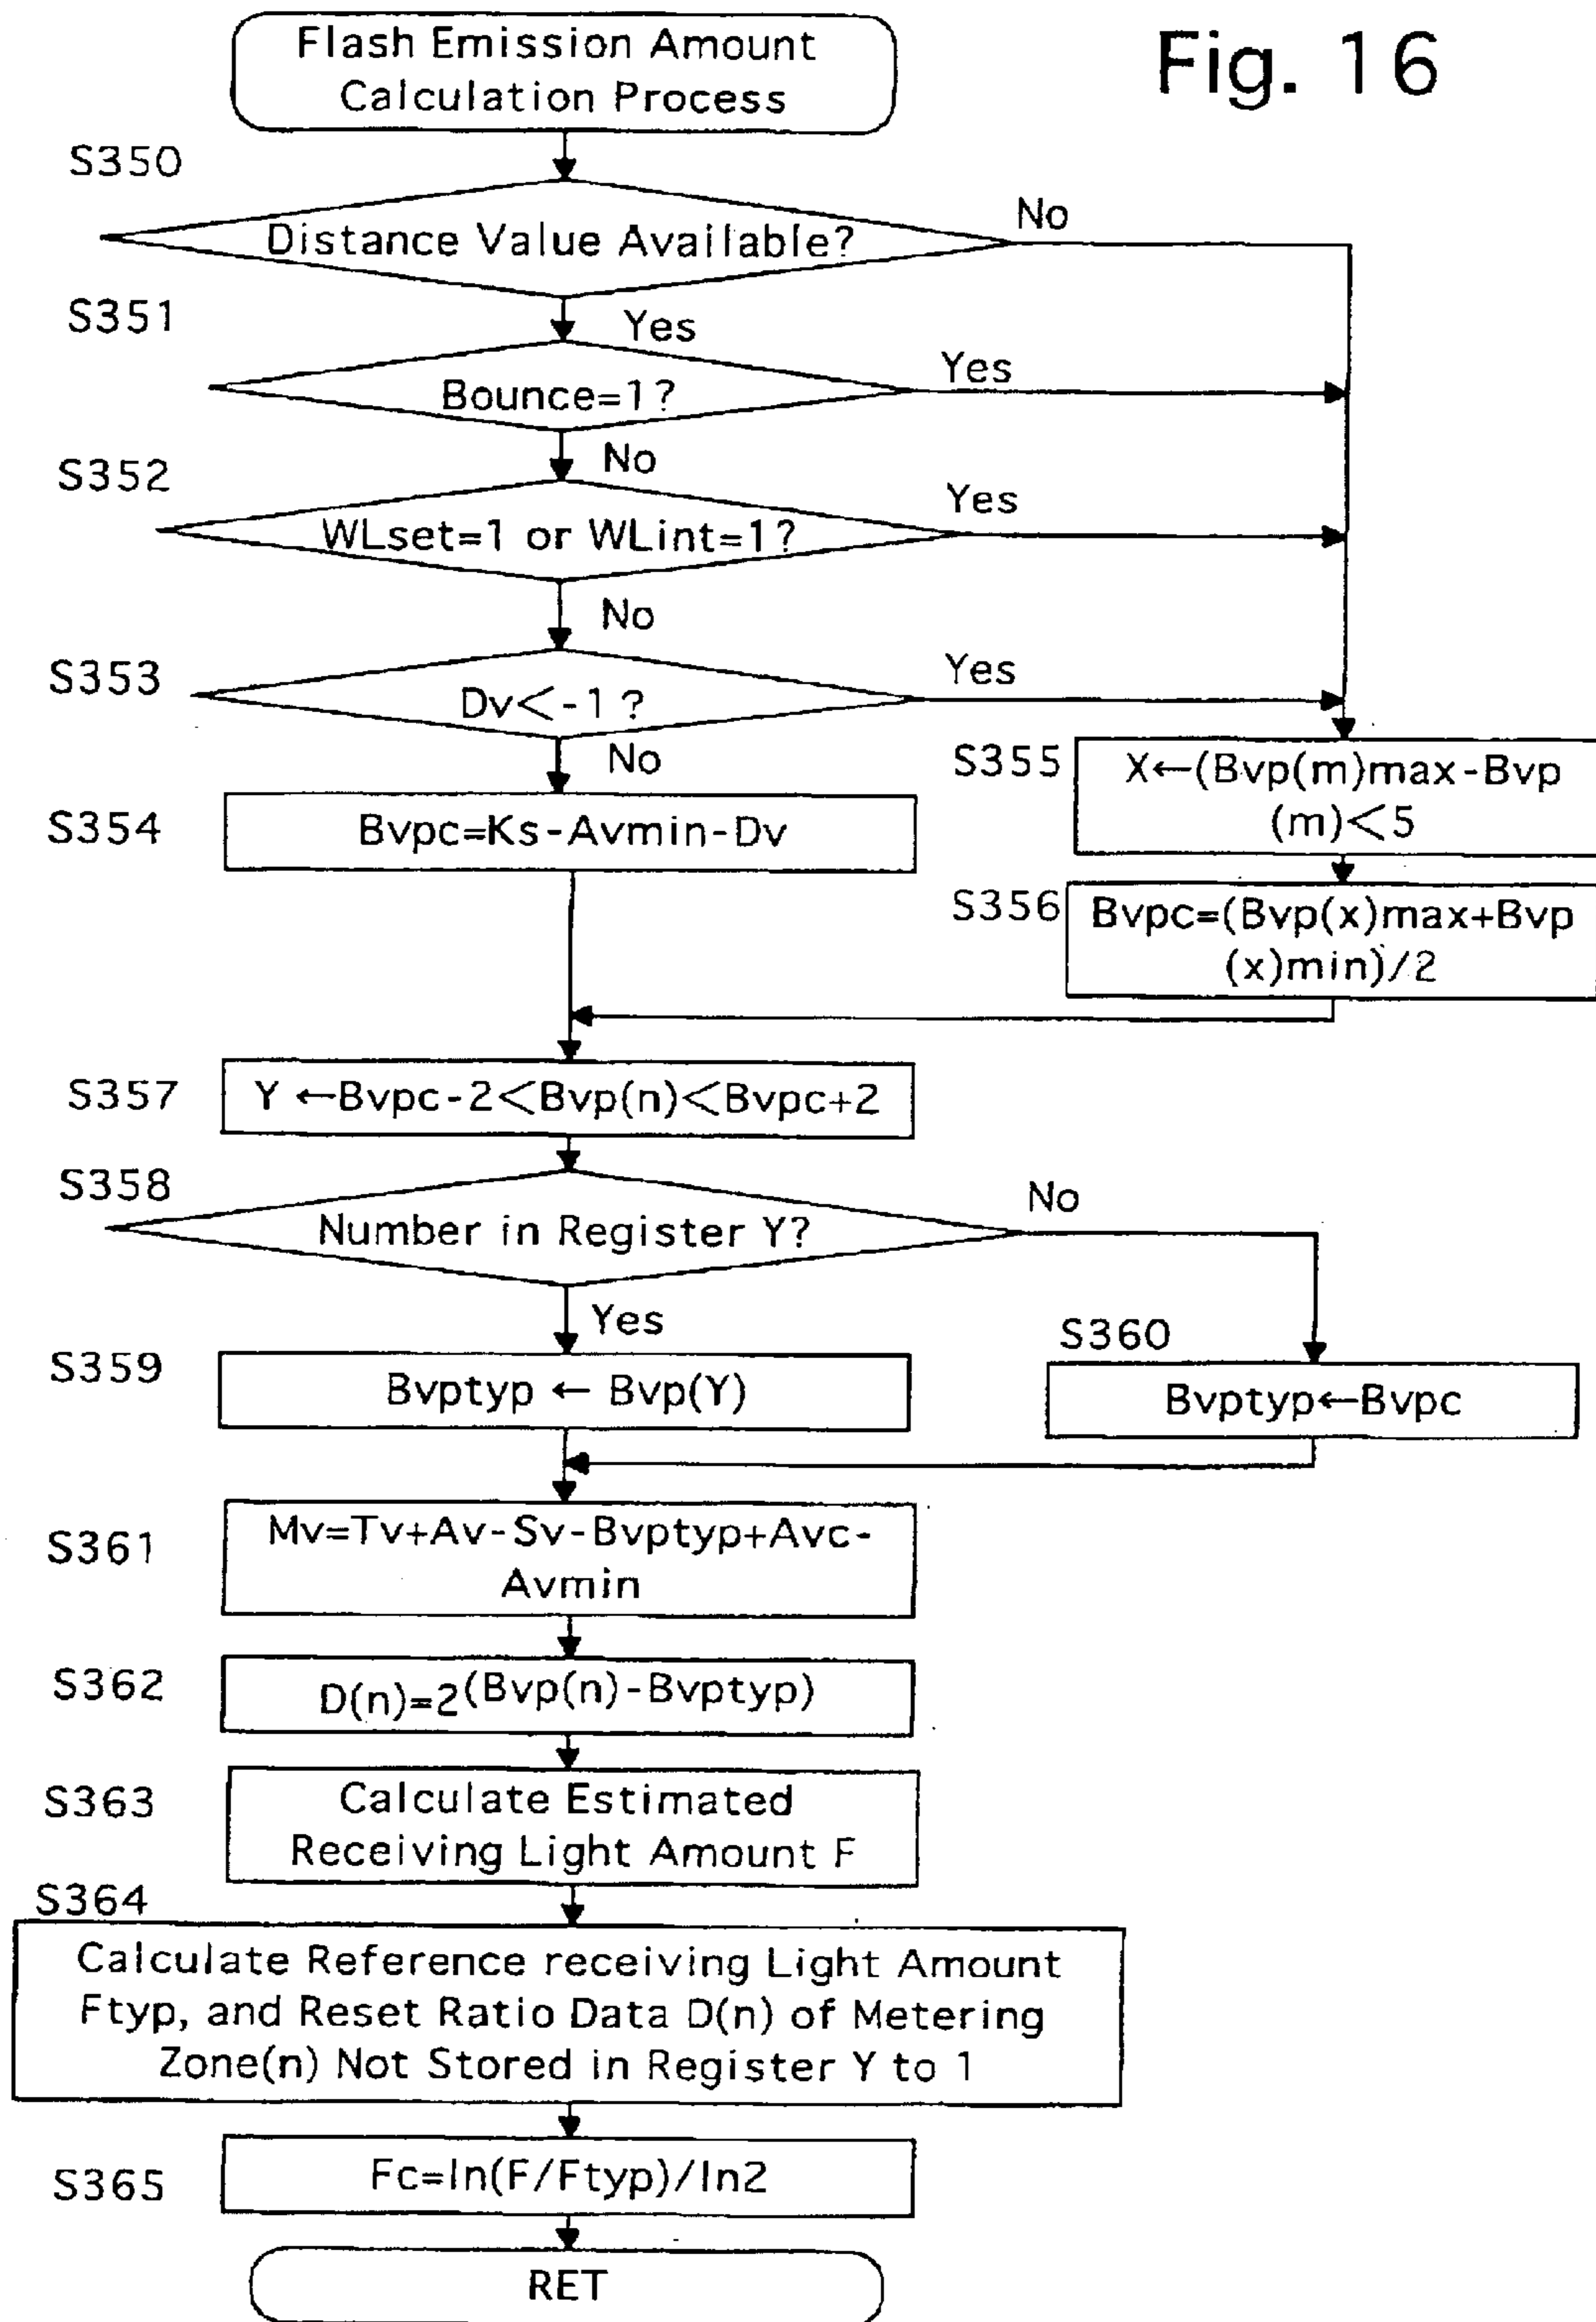 Fig. 16
Flash Emission Amount
Calculation Process
S350
Distance Value Available?
No
Yes
S351
Bounce=1?
Yes
No
S352
WLset=1 or WLint=1?
Yes
No
S353
Dv<-1?
Yes
No
S354
Bvpc=Ks-Avmin-Dv
S355
X←(Bvp(m)max-Bvp
(m)<5
S356
Bvpc=(Bvp(x)max+Bvp
(x)min)/2
S357
Y ←Bvpc-2<Bvp(n)<Bvpc+2
S358
Number in Register Y?
No
Yes
S359
Bvptyp ← Bvp(Y)
S360
Bvptyp←Bvpc
S361
Mv=Tv+Av-Sv-Bvptyp+Avc-
Avmin
S362
D(n)=2(Bvp(n)-Bvptyp)
S363
Calculate Estimated
Receiving Light Amount F
S364
Calculate Reference receiving Light Amount
Ftyp, and Reset Ratio Data D(n) of Metering
Zone(n) Not Stored in Register Y to 1
S365
Fc=ln(F/Ftyp)/ln2
RET